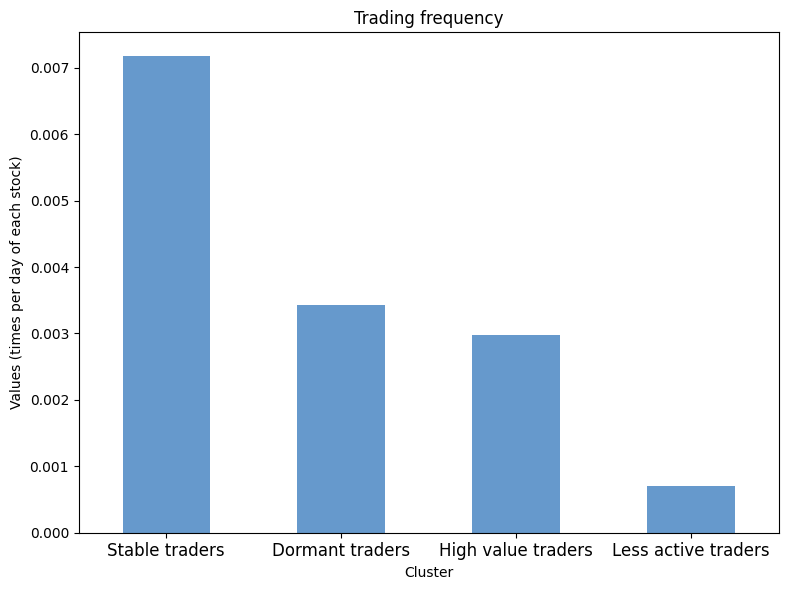 Trading frequency
Values (times per day of each stock)
0.007
0.006
0.005
0.004
0.003
0.002
0.001
0.000
Stable traders
Dormant traders
High value traders
Less active traders
Cluster